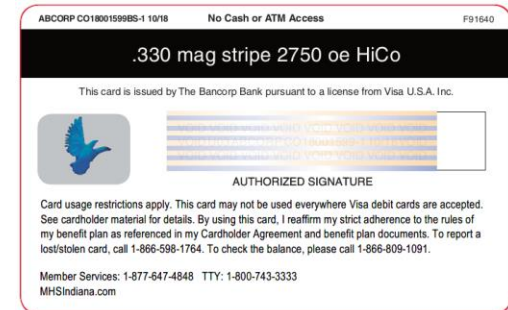 ABCORP CO18001599BS-1 10/18 No Cash or ATM Access F91640
.330 mag stripe 2750 oe HiCo
This card is issued by The Bancorp Bank pursuant to a license from Visa U.S.A. Inc.
AUTHORIZED SIGNATURE
Card usage restrictions apply. This card may not be used everywhere Visa debit cards are accepted.
See cardholder material for details. By using this card, I reaffirm my strict adherence to the rules of
my benefit plan as referenced in my Cardholder Agreement and benefit plan documents. To report a
lost/stolen card, call 1-866-598-1764. To check the balance, please call 1-866-809-1091.
Member Services: 1-877-647-4848 TTY: 1-800-743-3333
MHSIndiana.com